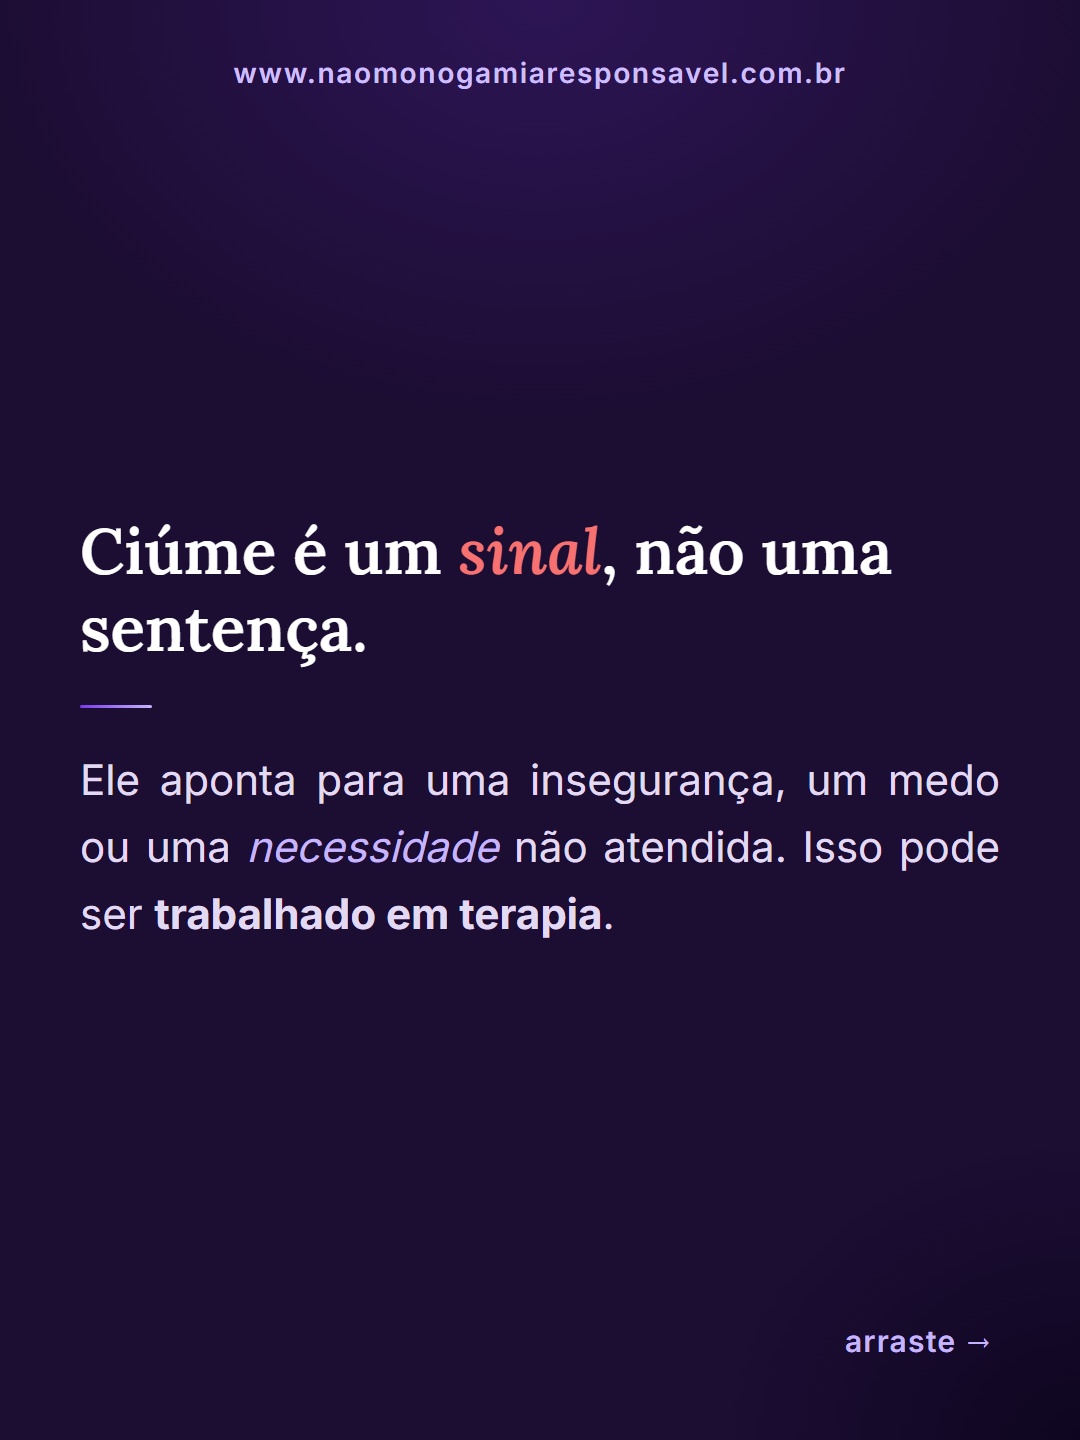 www.naomonogamiaresponsavel.com.br
Ciúme é um sinal, não uma
sentença.
Ele aponta para uma insegurança, um medo
ou uma necessidade não atendida. Isso pode
ser trabalhado em terapia.
arraste →